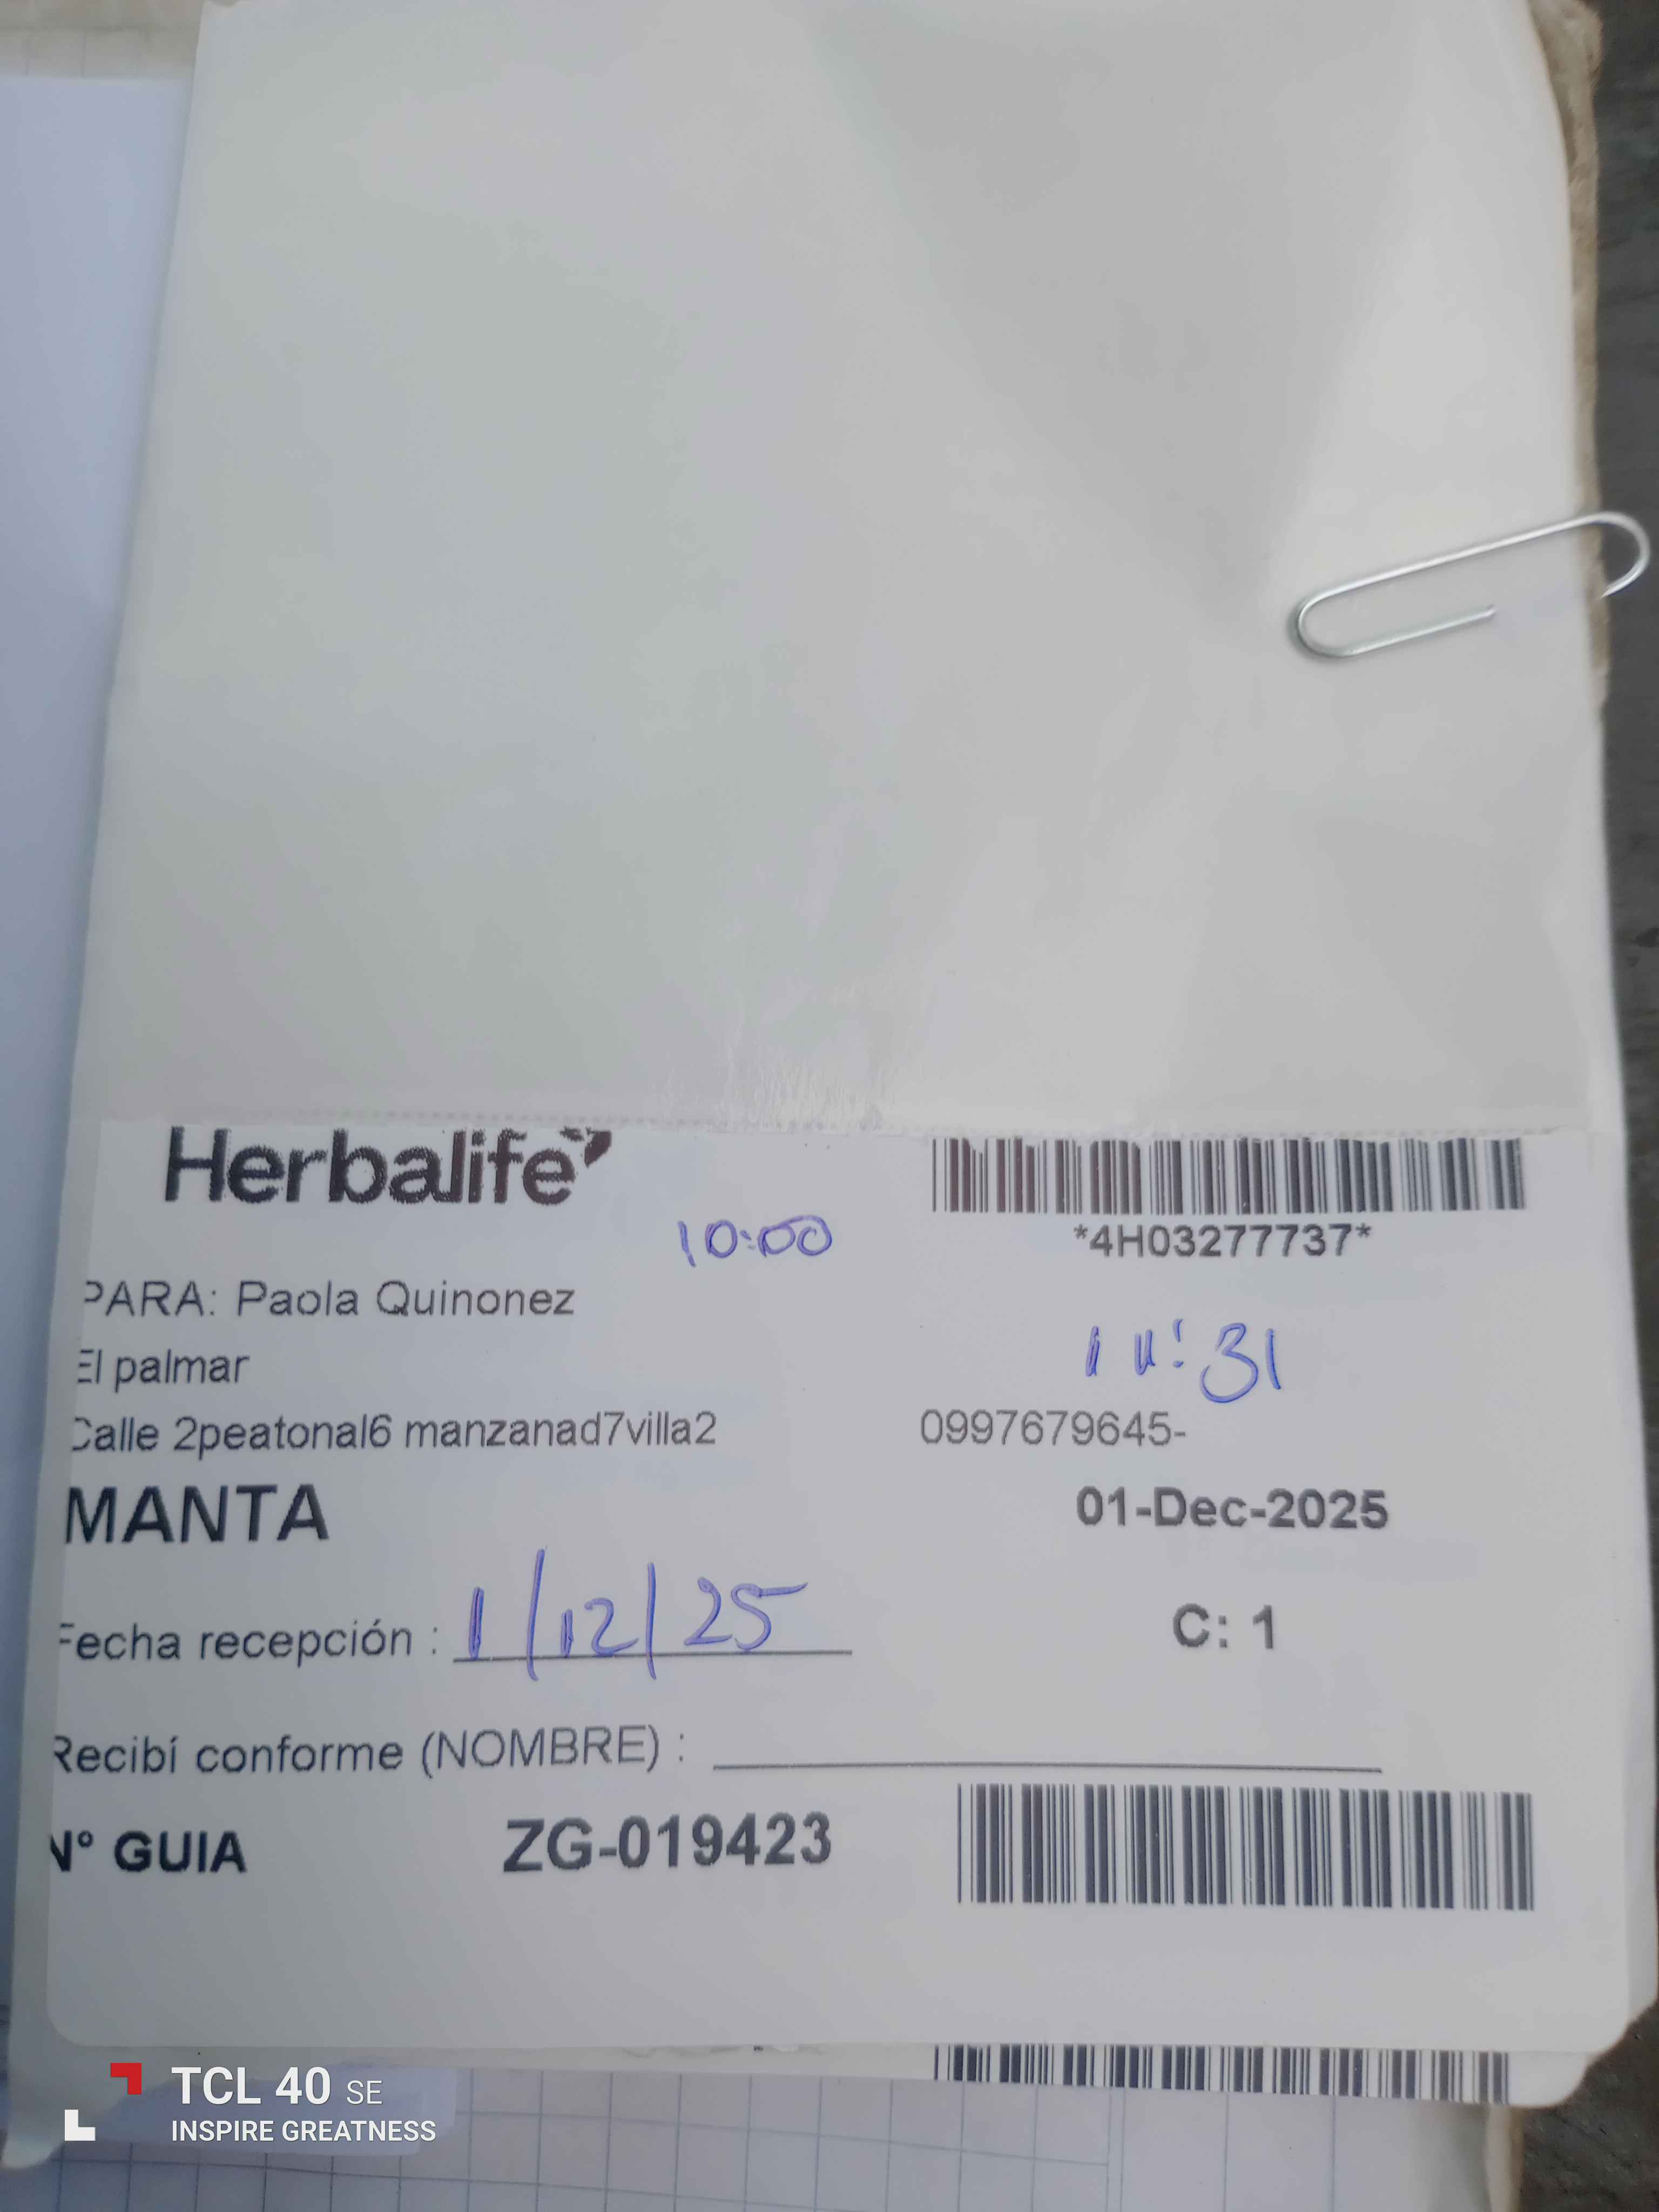 Herbalife
10:00
*4H03277737*
PARA: Paola Quinonez
El palmar
11:31
Calle 2peatonal6 manzanad7villa2 0997679645-
MANTA 01-Dec-2025
Fecha recepción : 1/12/25
C: 1
Recibí conforme (NOMBRE) :
N° GUIA ZG-019423
TCL 40 SE
INSPIRE GREATNESS